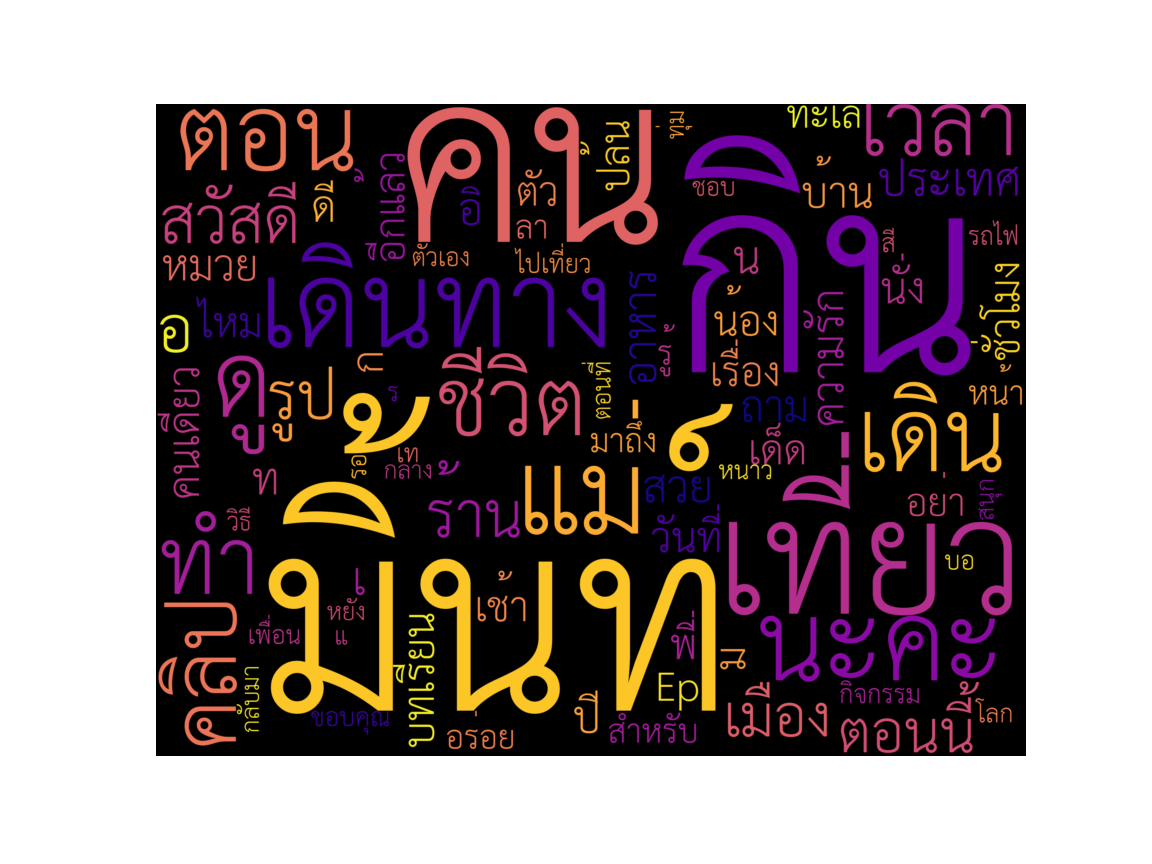 ตอน
คน
ทุ่ม
ทะเล
เวลา
สวัสดี
ดี
อีกแล้ว
อิ
ตัว
ปลื้น
ชอบ
บ้าน
ประเทศ
หมวย
ลา
ตัวเอง
ไปเที่ยว
กิน
น
สี
นั่ง
รถไฟ
อ
ไหม
เดินทาง
อาหาร
น้อง
ความรัก
ชั่วโมง
ดู
รูป
ก็
ร
ชีวิต
ตอนที่
รู้
เรื่อง
หน้า
คนเดียว
มาถึง
ถาม
เดิน
ท
รอ
เท
กลาง
ร้าน
แม่
สวย
หนาว
เด็ด
เที่ยว
อย่า
สนุก
วิธี
ทำ
วันที่
บอ
มิ้นท์
เ
หยัง
เช้า
นะคะ
คลิป
เพื่อน
แ
บทเรียน
พี่
กลับมา
ขอบคุณ
อร่อย
ปี
Ep
สำหรับ
เมือง
กิจกรรม
ตอนนี้
โลก